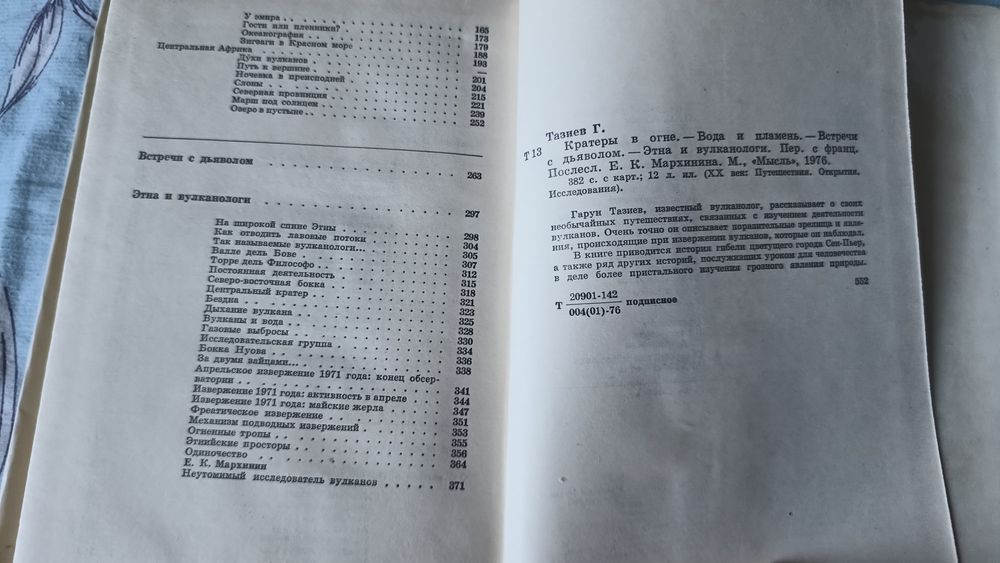 У эмира . . 165
Гости или пленники? 173
Океанография . 179
Зигзаги в Красном море 188
Центральная Африка 193
Духи вулканов —
Путь к вершине . 201
Ночевка в преисподней 204
Слоны 215
Северная провинция 221
Марш под солнцем 239
Озеро в пустыне . . 252
Встречи с дьяволом 263
Этна и вулканологи 297
На широкой спине Этны 298
Как отводить лавовые потоки 304
Так называемые вулканологи... 305
Валле дель Бове 307
Торре дель Философо 312
Постоянная деятельность 315
Северо-восточная бокка 318
Центральный кратер 321
Бездна 323
Дыхание вулкана 325
Вулканы и вода 328
Газовые выбросы 330
Исследовательская группа 334
Бокка Нуова 336
За двумя зайцами... 338
Апрельское извержение 1971 года: конец обсер-
ватории 341
Извержение 1971 года: активность в апреле 344
Извержение 1971 года: майские жерла 347
Фреатическое извержение 351
Механизм подводных извержений 353
Огненные тропы 355
Этнийские просторы 356
Одиночество 364
Е. К. Мархинин
Неутомимый исследователь вулканов 371
Тазиев Г.
Т 13 Кратеры в огне. — Вода и пламень. — Встречи
с дьяволом. — Этна и вулканологи. Пер. с франц.
Послесл. Е. К. Мархинина. М., «Мысль», 1976.
382 с. с карт.; 12 л. ил. (XX век: Путешествия. Открытия.
Исследования).
Гарун Тазиев, известный вулканолог, рассказывает о своих
необычайных путешествиях, связанных с изучением деятельности
вулканов. Очень точно он описывает поразительные зрелища и явле-
ния, происходящие при извержении вулканов, которые он наблюдал.
В книге приводится история гибели цветущего города Сен-Пьер,
а также ряд других историй, послуживших уроком для человечества
в деле более пристального изучения грозного явления природы.
552
Т 20901-142 подписное
004(01)-76